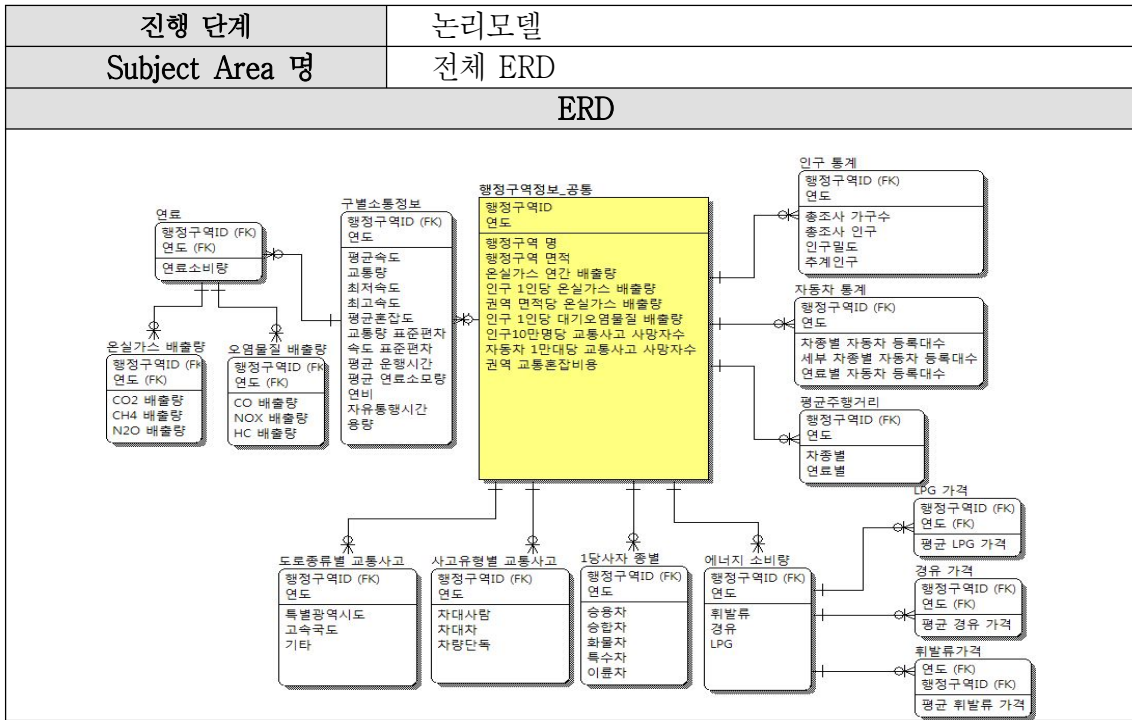 진행 단계
논리모델
Subject Area 명
전체 ERD
ERD
연료
행정구역ID (FK)
연도 (FK)
연료소비량
온실가스 배출량
행정구역ID (FK
연도 (FK)
CO2 배출량
CH4 배출량
N2O 배출량
오염물질 배출량
행정구역ID (FK)
연도 (FK)
CO 배출량
NOX 배출량
HC 배출량
구별소통정보
행정구역ID (FK)
연도
평균속도
교통량
최저속도
최고속도
평균혼잡도
교통량 표준편차
속도 표준편차
평균 운행시간
평균 연료소모량
연비
자유통행시간
용량
행정구역정보_공통
행정구역ID
연도
행정구역 명
행정구역 면적
온실가스 연간 배출량
인구 1인당 온실가스 배출량
권역 면적당 온실가스 배출량
인구 1인당 대기오염물질 배출량
인구10만명당 교통사고 사망자수
자동차 1만대당 교통사고 사망자수
권역 교통혼잡비용
인구 통계
행정구역ID (FK)
연도
총조사 가구수
총조사 인구
인구밀도
추계인구
자동차 통계
행정구역ID (FK)
연도
차종별 자동차 등록대수
세부 차종별 자동차 등록대수
연료별 자동차 등록대수
평균주행거리
행정구역ID (FK)
연도
차종별
연료별
도로종류별 교통사고
행정구역ID (FK)
연도
특별광역시도
고속국도
기타
사고유형별 교통사고
행정구역ID (FK)
연도
차대사람
차대차
차량단독
1당사자 종별
행정구역ID (FK)
연도
승용차
승합차
화물차
특수차
이륜차
에너지 소비량
행정구역ID (FK)
연도
휘발류
경유
LPG
LPG 가격
행정구역ID (FK)
연도 (FK)
평균 LPG 가격
경유 가격
행정구역ID (FK)
연도 (FK)
평균 경유 가격
휘발류가격
연도 (FK)
행정구역ID (FK)
평균 휘발류 가격